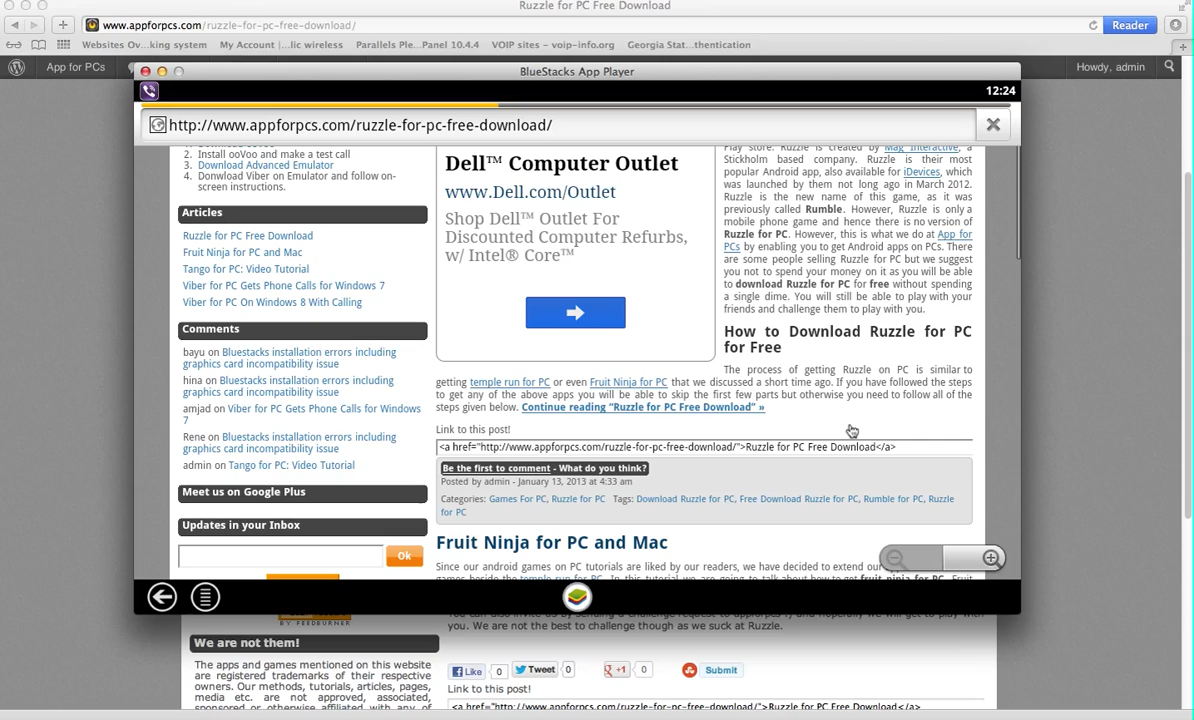 Ruzzle for PC Free Download
www.appforpcs.com/ruzzle-for-pc-free-download/
Reader
Websites Ov...king system
My Account |...lic wireless
Parallels Ple...Panel 10.4.4
VOIP sites - voip-info.org
Georgia Stat...thentication
App for PCs
Howdy, admin
BlueStacks App Player
12:24
http://www.appforpcs.com/ruzzle-for-pc-free-download/
2. Install ooVoo and make a test call
3. Download Advanced Emulator
4. Donwload Viber on Emulator and follow on-
screen instructions.
Articles
Ruzzle for PC Free Download
Fruit Ninja for PC and Mac
Tango for PC: Video Tutorial
Viber for PC Gets Phone Calls for Windows 7
Viber for PC On Windows 8 With Calling
Comments
bayu on Bluestacks installation errors including
graphics card incompatibility issue
hina on Bluestacks installation errors including
graphics card incompatibility issue
amjad on Viber for PC Gets Phone Calls for Windows
7
Rene on Bluestacks installation errors including
graphics card incompatibility issue
admin on Tango for PC: Video Tutorial
Meet us on Google Plus
Updates in your Inbox
Ok
Dell™ Computer Outlet
www.Dell.com/Outlet
Shop Dell™ Outlet For
Discounted Computer Refurbs,
w/ Intel® Core™
Play store. Ruzzle is created by Mag Interactive, a
Stickholm based company. Ruzzle is their most
popular Android app, also available for iDevices, which
was launched by them not long ago in March 2012.
Ruzzle is the new name of this game, as it was
previously called Rumble. However, Ruzzle is only a
mobile phone game and hence there is no version of
Ruzzle for PC. However, this is what we do at App for
PCs by enabling you to get Android apps on PCs. There
are some people selling Ruzzle for PC but we suggest
you not to spend your money on it as you will be able
to download Ruzzle for PC for free without spending
a single dime. You will still be able to play with your
friends and challenge them to play with you.
How to Download Ruzzle for PC
for Free
The process of getting Ruzzle on PC is similar to
getting temple run for PC or even Fruit Ninja for PC that we discussed a short time ago. If you have followed the steps
to get any of the above apps you will be able to skip the first few parts but otherwise you need to follow all of the
steps given below. Continue reading "Ruzzle for PC Free Download" »
Link to this post!
<a href="http://www.appforpcs.com/ruzzle-for-pc-free-download/">Ruzzle for PC Free Download</a>
Be the first to comment - What do you think?
Posted by admin - January 13, 2013 at 4:33 am
Categories: Games For PC, Ruzzle for PC Tags: Download Ruzzle for PC, Free Download Ruzzle for PC, Rumble for PC, Ruzzle
for PC
Fruit Ninja for PC and Mac
Since our android games on PC tutorials are liked by our readers, we have decided to extend our
BY FEEDBURNER
We are not them!
The apps and games mentioned on this website
are registered trademarks of their respective
owners. Our methods, tutorials, articles, pages,
media etc. are not approved, associated,
sponsored or otherwise affiliated with any of
view. We are not the best to challenge though as we suck at Ruzzle.
Like 0
Tweet 0
+1 0
Submit
Link to this post!
<a href="http://www.appforpcs.com/ruzzle-for-pc-free-download/">Ruzzle for PC Free Download</a>